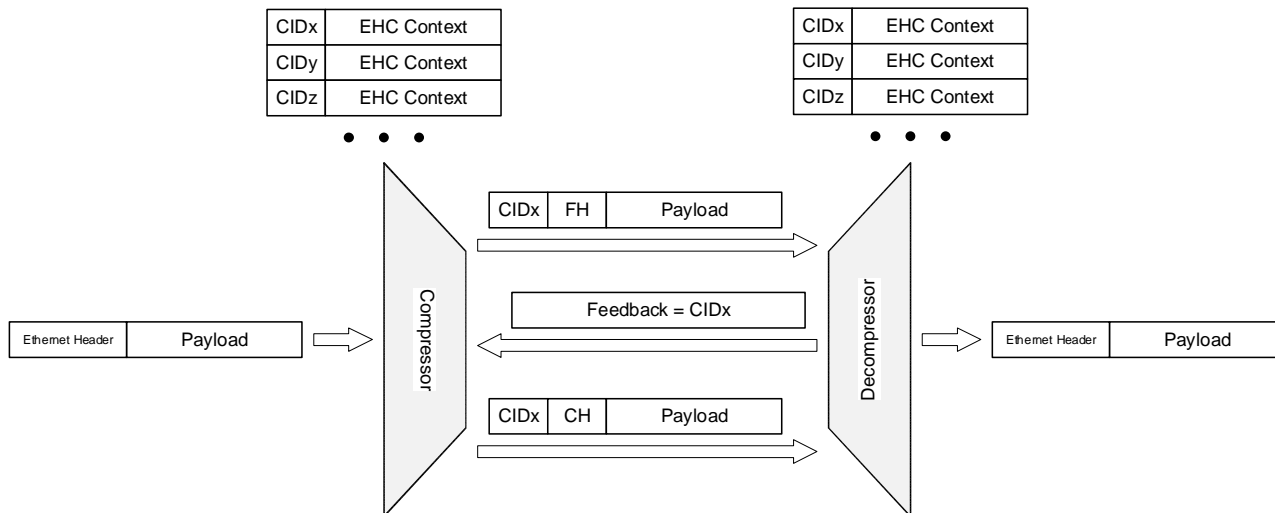 CIDx EHC Context
CIDy EHC Context
CIDz EHC Context
CIDx EHC Context
CIDy EHC Context
CIDz EHC Context
CIDx FH Payload
Compressor
Feedback = CIDx
Decompressor
Ethernet Header Payload
Ethernet Header Payload
CIDx CH Payload